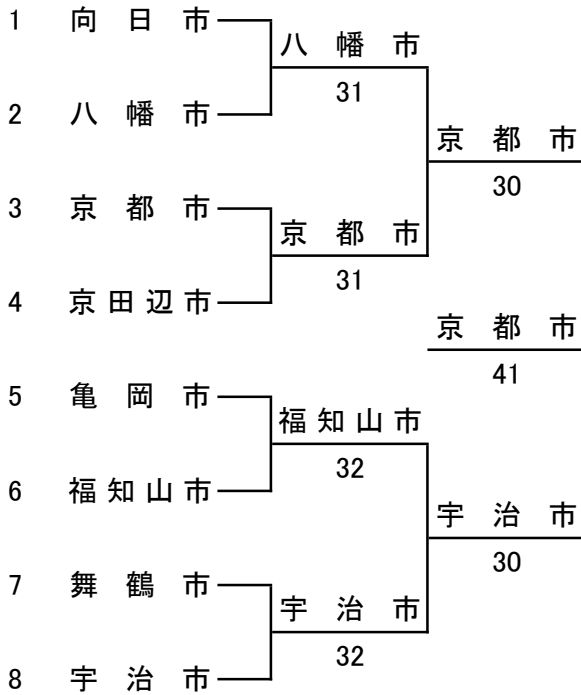 1 向日市
八幡市
31
2 八幡市
京都市
30
3 京都市
京都市
31
4 京田辺市
京都市
41
5 亀岡市
福知山市
32
6 福知山市
宇治市
30
7 舞鶴市
宇治市
32
8 宇治市